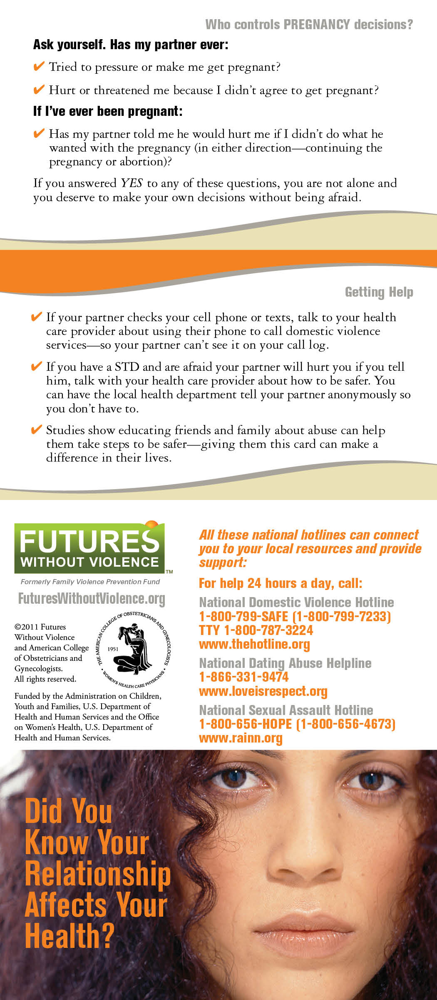 Who controls PREGNANCY decisions?
Ask yourself. Has my partner ever:
✔ Tried to pressure or make me get pregnant?
✔ Hurt or threatened me because I didn’t agree to get pregnant?
If I’ve ever been pregnant:
✔ Has my partner told me he would hurt me if I didn’t do what he
wanted with the pregnancy (in either direction—continuing the
pregnancy or abortion)?
If you answered YES to any of these questions, you are not alone and
you deserve to make your own decisions without being afraid.
Getting Help
✔ If your partner checks your cell phone or texts, talk to your health
care provider about using their phone to call domestic violence
services—so your partner can’t see it on your call log.
✔ If you have a STD and are afraid your partner will hurt you if you tell
him, talk with your health care provider about how to be safer. You
can have the local health department tell your partner anonymously so
you don’t have to.
✔ Studies show educating friends and family about abuse can help
them take steps to be safer—giving them this card can make a
difference in their lives.
FUTURES
WITHOUT VIOLENCE™
Formerly Family Violence Prevention Fund
FuturesWithoutViolence.org
©2011 Futures
Without Violence
and American College
of Obstetricians and
Gynecologists.
All rights reserved.
THE AMERICAN COLLEGE OF OBSTETRICIANS AND GYNECOLOGISTS
1951
• WOMEN'S HEALTH CARE PHYSICIANS •
Funded by the Administration on Children,
Youth and Families, U.S. Department of
Health and Human Services and the Office
on Women’s Health, U.S. Department of
Health and Human Services.
All these national hotlines can connect
you to your local resources and provide
support:
For help 24 hours a day, call:
National Domestic Violence Hotline
1-800-799-SAFE (1-800-799-7233)
TTY 1-800-787-3224
www.thehotline.org
National Dating Abuse Helpline
1-866-331-9474
www.loveisrespect.org
National Sexual Assault Hotline
1-800-656-HOPE (1-800-656-4673)
www.rainn.org
Did You
Know Your
Relationship
Affects Your
Health?